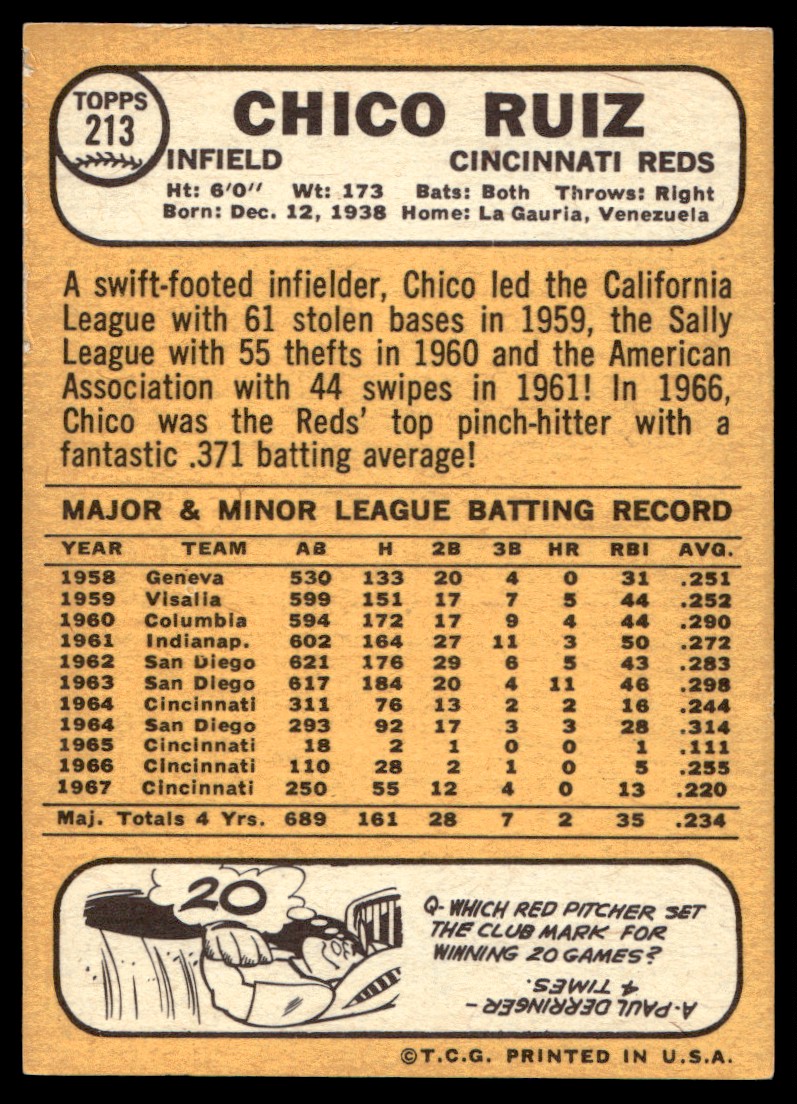 TOPPS
213
CHICO RUIZ
INFIELD CINCINNATI REDS
Ht: 6'0" Wt: 173 Bats: Both Throws: Right
Born: Dec. 12, 1938 Home: La Gauria, Venezuela
A swift-footed infielder, Chico led the California
League with 61 stolen bases in 1959, the Sally
League with 55 thefts in 1960 and the American
Association with 44 swipes in 1961! In 1966,
Chico was the Reds' top pinch-hitter with a
fantastic .371 batting average!
MAJOR & MINOR LEAGUE BATTING RECORD
YEAR TEAM AB H 2B 3B HR RBI AVG.
1958 Geneva 530 133 20 4 0 31 .251
1959 Visalia 599 151 17 7 5 44 .252
1960 Columbia 594 172 17 9 4 44 .290
1961 Indianap. 602 164 27 11 3 50 .272
1962 San Diego 621 176 29 6 5 43 .283
1963 San Diego 617 184 20 4 11 46 .298
1964 Cincinnati 311 76 13 2 2 16 .244
1964 San Diego 293 92 17 3 3 28 .314
1965 Cincinnati 18 2 1 0 0 1 .111
1966 Cincinnati 110 28 2 1 0 5 .255
1967 Cincinnati 250 55 12 4 0 13 .220
Maj. Totals 4 Yrs. 689 161 28 7 2 35 .234
20
Q-WHICH RED PITCHER SET
THE CLUB MARK FOR
WINNING 20 GAMES?
A-PAUL DERRINGER -
4 TIMES.
©T.C.G. PRINTED IN U.S.A.